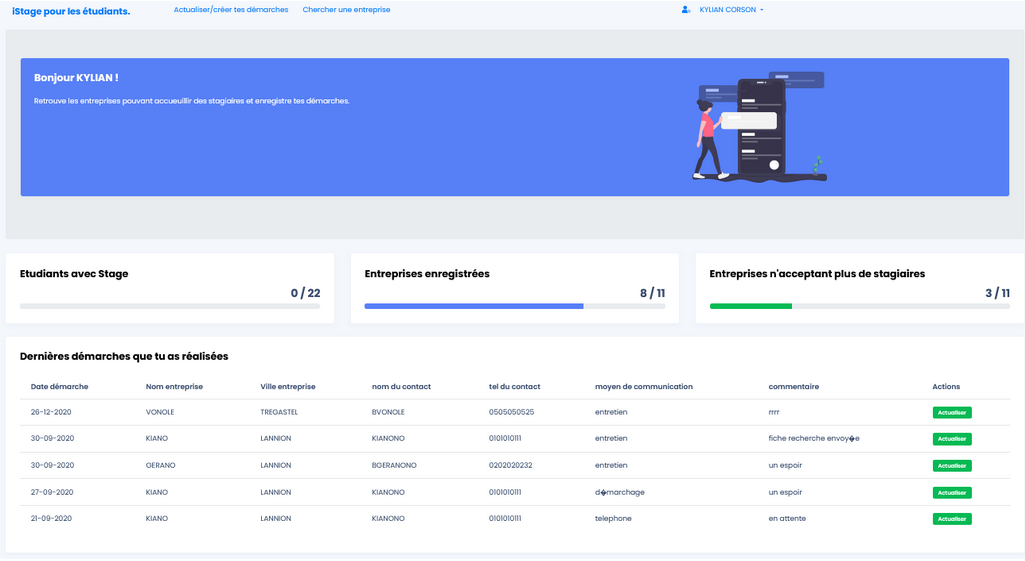 iStage pour les étudiants. Actualiser/créer tes démarches Chercher une entreprise KYLIAN CORSON
Bonjour KYLIAN !
Retrouve les entreprises pouvant accueuillir des stagiaires et enregistre tes démarches.
Etudiants avec Stage Entreprises enregistrées Entreprises n'acceptant plus de stagiaires
0 / 22 8 / 11 3 / 11
Dernières démarches que tu as réalisées
Date démarche Nom entreprise Ville entreprise nom du contact tel du contact moyen de communication commentaire Actions
26-12-2020 VONOLE TREGASTEL BVONOLE 0505050525 entretien rrrr Actualiser
30-09-2020 KIANO LANNION KIANONO 0101010111 entretien fiche recherche envoy�e Actualiser
30-09-2020 GERANO LANNION BGERANONO 0202020232 entretien un espoir Actualiser
27-09-2020 KIANO LANNION KIANONO 0101010111 d�marchage un espoir Actualiser
21-09-2020 KIANO LANNION KIANONO 0101010111 telephone en attente Actualiser